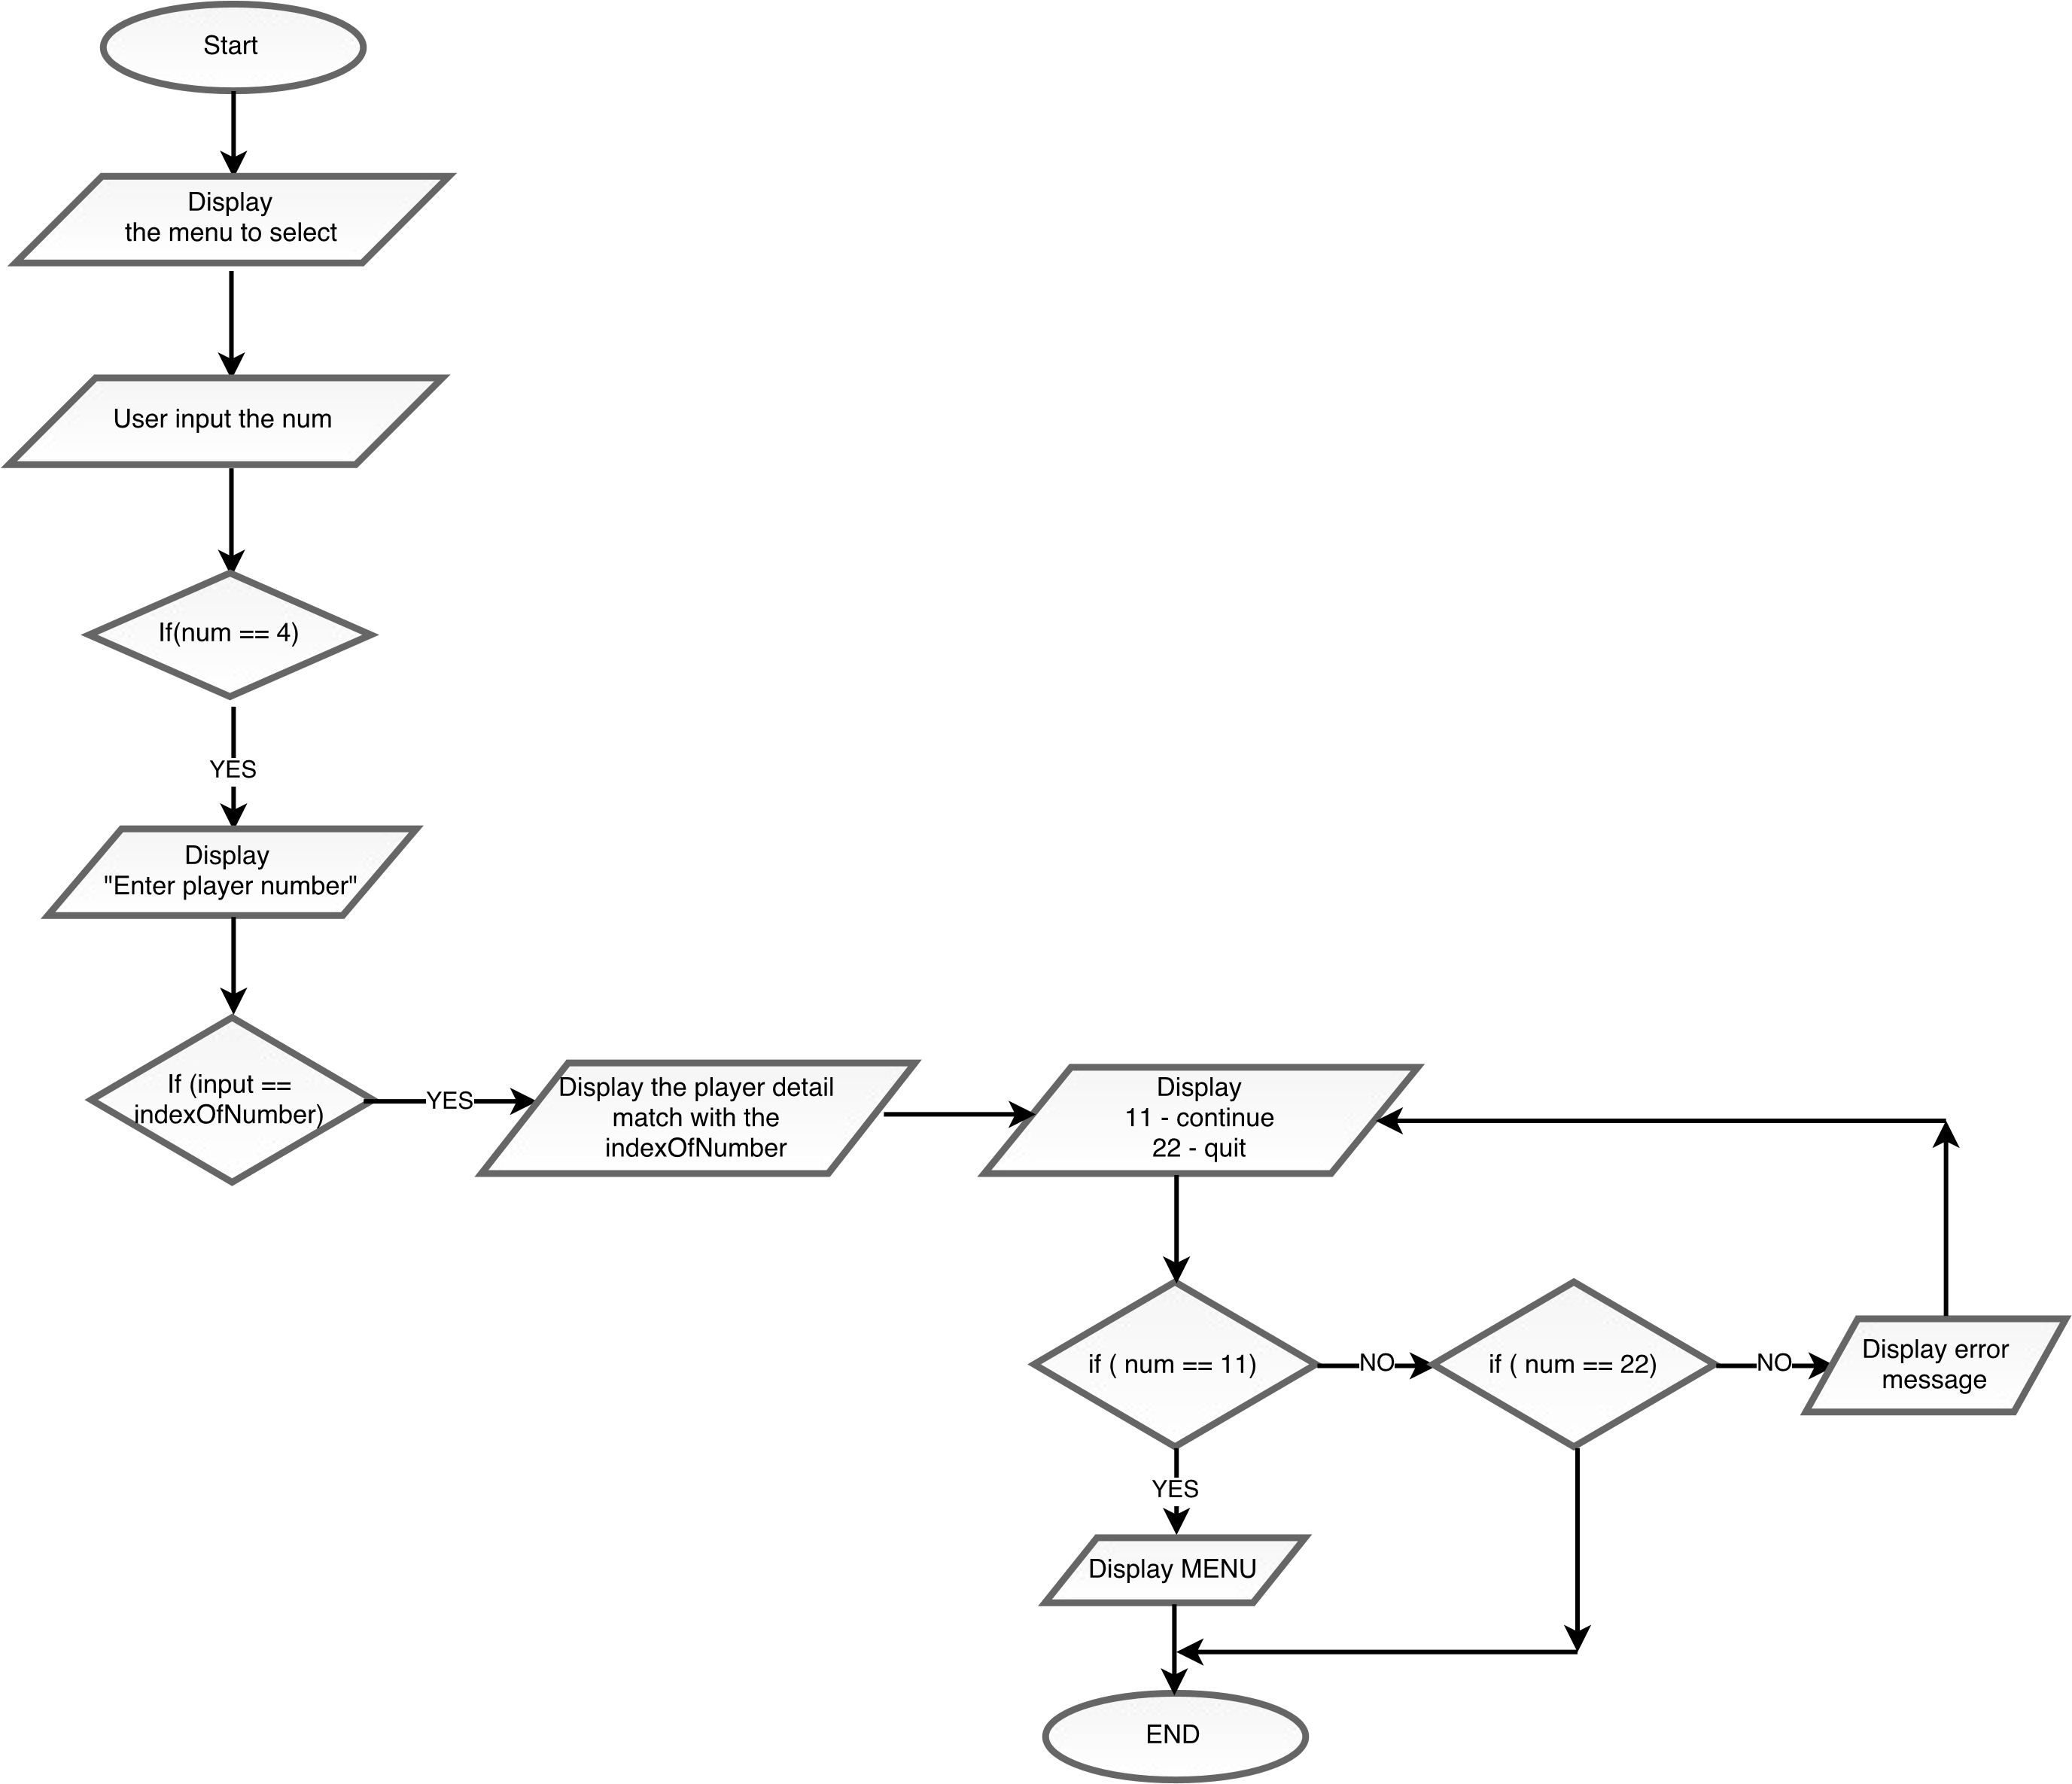 Start
Display
the menu to select
User input the num
If(num == 4)
YES
Display
"Enter player number"
If (input ==
indexOfNumber)
YES
Display the player detail
match with the
indexOfNumber
Display
11 - continue
22 - quit
if ( num == 11)
NO
if ( num == 22)
NO
Display error
message
YES
Display MENU
END